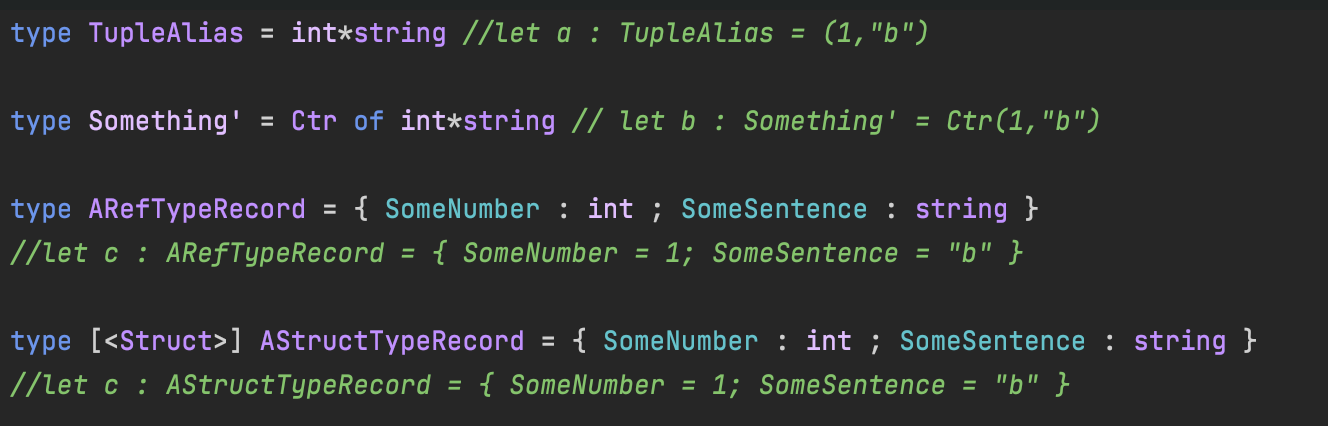 type TupleAlias = int*string //let a : TupleAlias = (1,"b")
type Something' = Ctr of int*string // let b : Something' = Ctr(1,"b")
type ARefTypeRecord = { SomeNumber : int ; SomeSentence : string }
//let c : ARefTypeRecord = { SomeNumber = 1; SomeSentence = "b" }
type [<Struct>] AStructTypeRecord = { SomeNumber : int ; SomeSentence : string }
//let c : AStructTypeRecord = { SomeNumber = 1; SomeSentence = "b" }